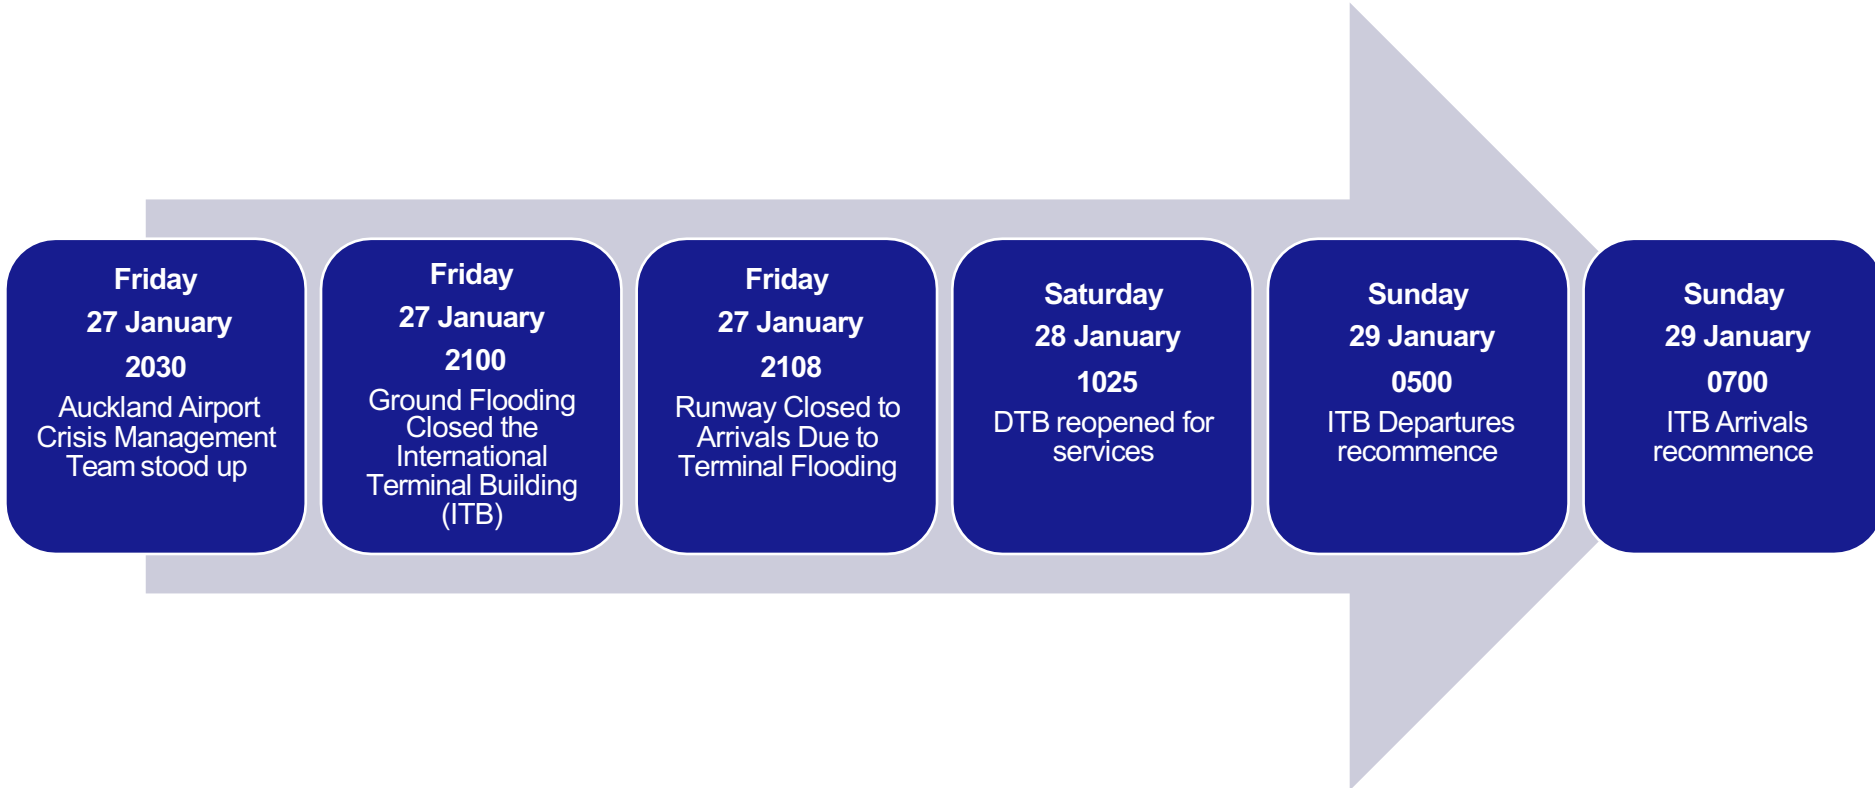 Friday
27 January
2030
Auckland Airport
Crisis Management
Team stood up
Friday
27 January
2100
Ground Flooding
Closed the
International
Terminal Building
(ITB)
Friday
27 January
2108
Runway Closed to
Arrivals Due to
Terminal Flooding
Saturday
28 January
1025
DTB reopened for
services
Sunday
29 January
0500
ITB Departures
recommence
Sunday
29 January
0700
ITB Arrivals
recommence